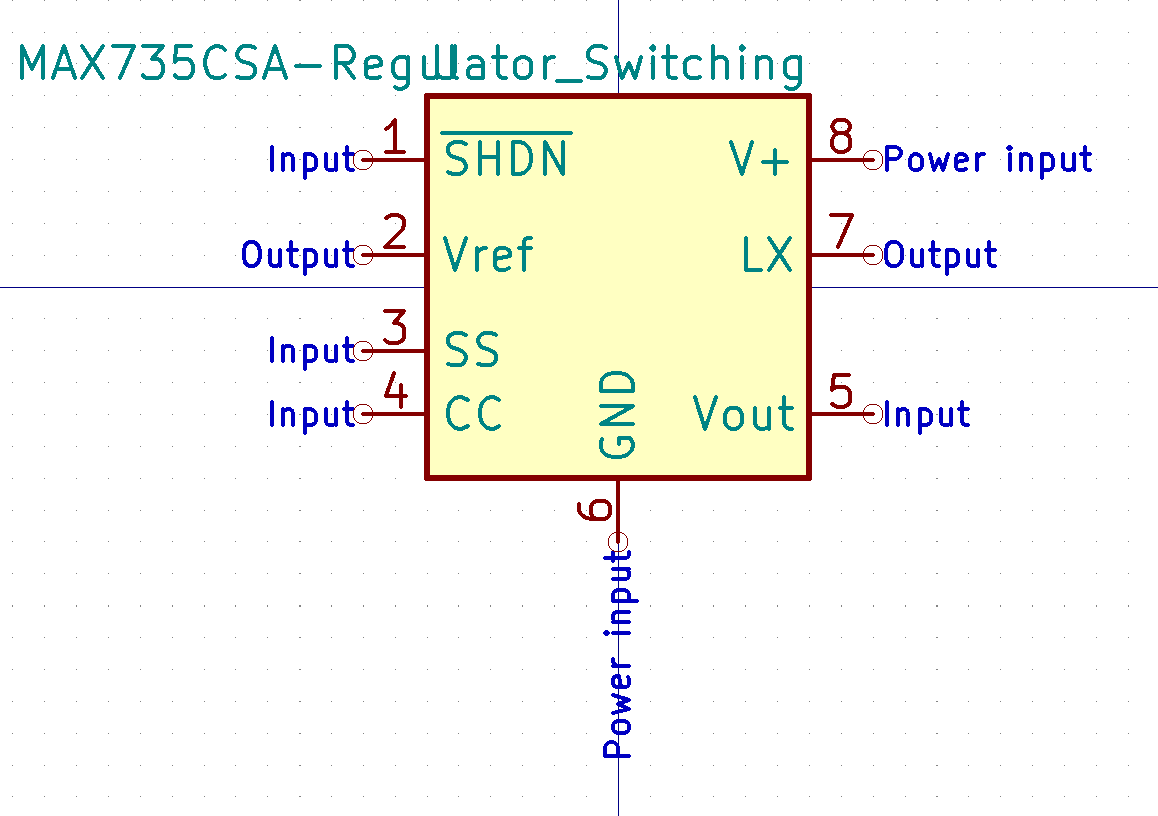 MAX735CSA-Regulator_Switching
U
Input 1 SHDN V+ 8 Power input
Output 2 Vref LX 7 Output
Input 3 SS
Input 4 CC Vout 5 Input
GND
6
Power input